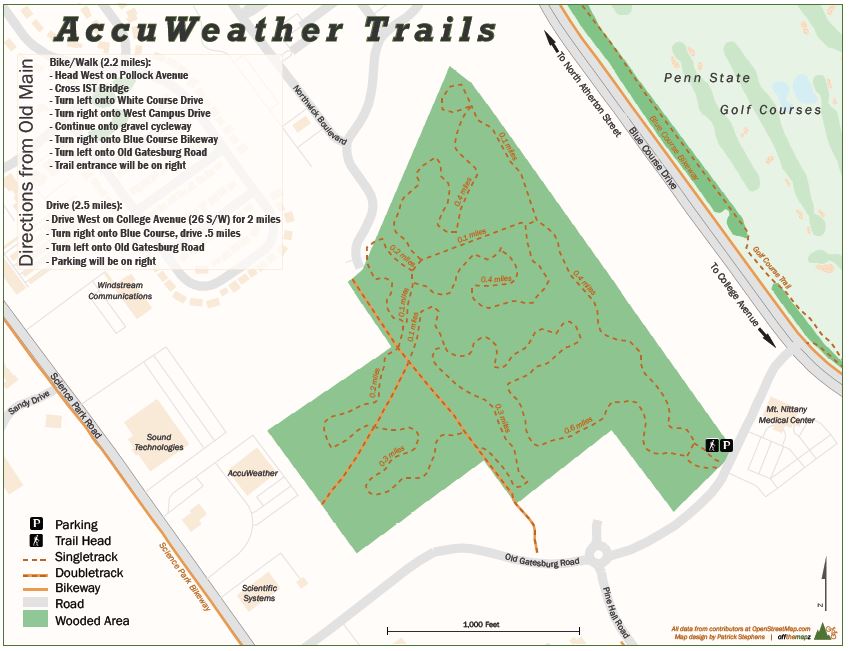 AccuWeather Trails
Directions from Old Main
Bike/Walk (2.2 miles):
- Head West on Pollock Avenue
- Cross IST Bridge
- Turn left onto White Course Drive
- Turn right to West Campus Drive
- Continue onto gravel cycleway
- Turn right onto Blue Course Bikeway
- Turn left onto Old Gatesburg Road
- Trail entrance will be on right
Drive (2.5 miles):
- Drive West on College Avenue (26 S/W) for 2 miles
- Turn right onto Blue Course, drive .5 miles
- Turn left onto Old Gatesburg Road
- Parking will be on right
Northwick Boulevard
To North Atherton Street
Blue Course Drive
Blue Course Bikeway
Penn State
Golf Courses
Golf Course Trail
To College Avenue
0.1 miles
0.4 miles
0.1 miles
0.2 miles
0.4 miles
0.4 miles
0.1 miles
0.1 miles
0.2 miles
0.3 miles
0.6 miles
0.3 miles
Windstream
Communications
Science Park Road
Sandy Drive
Sound
Technologies
AccuWeather
Mt. Nittany
Medical Center
P
Old Gatesburg Road
Pine Hall Road
Science Park Bikeway
Scientific
Systems
P Parking
Trail Head
Singletrack
Doubletrack
Bikeway
Road
Wooded Area
1,000 Feet
N
All data from contributors at OpenStreetMap.com
Map design by Patrick Stephens | offthemapz